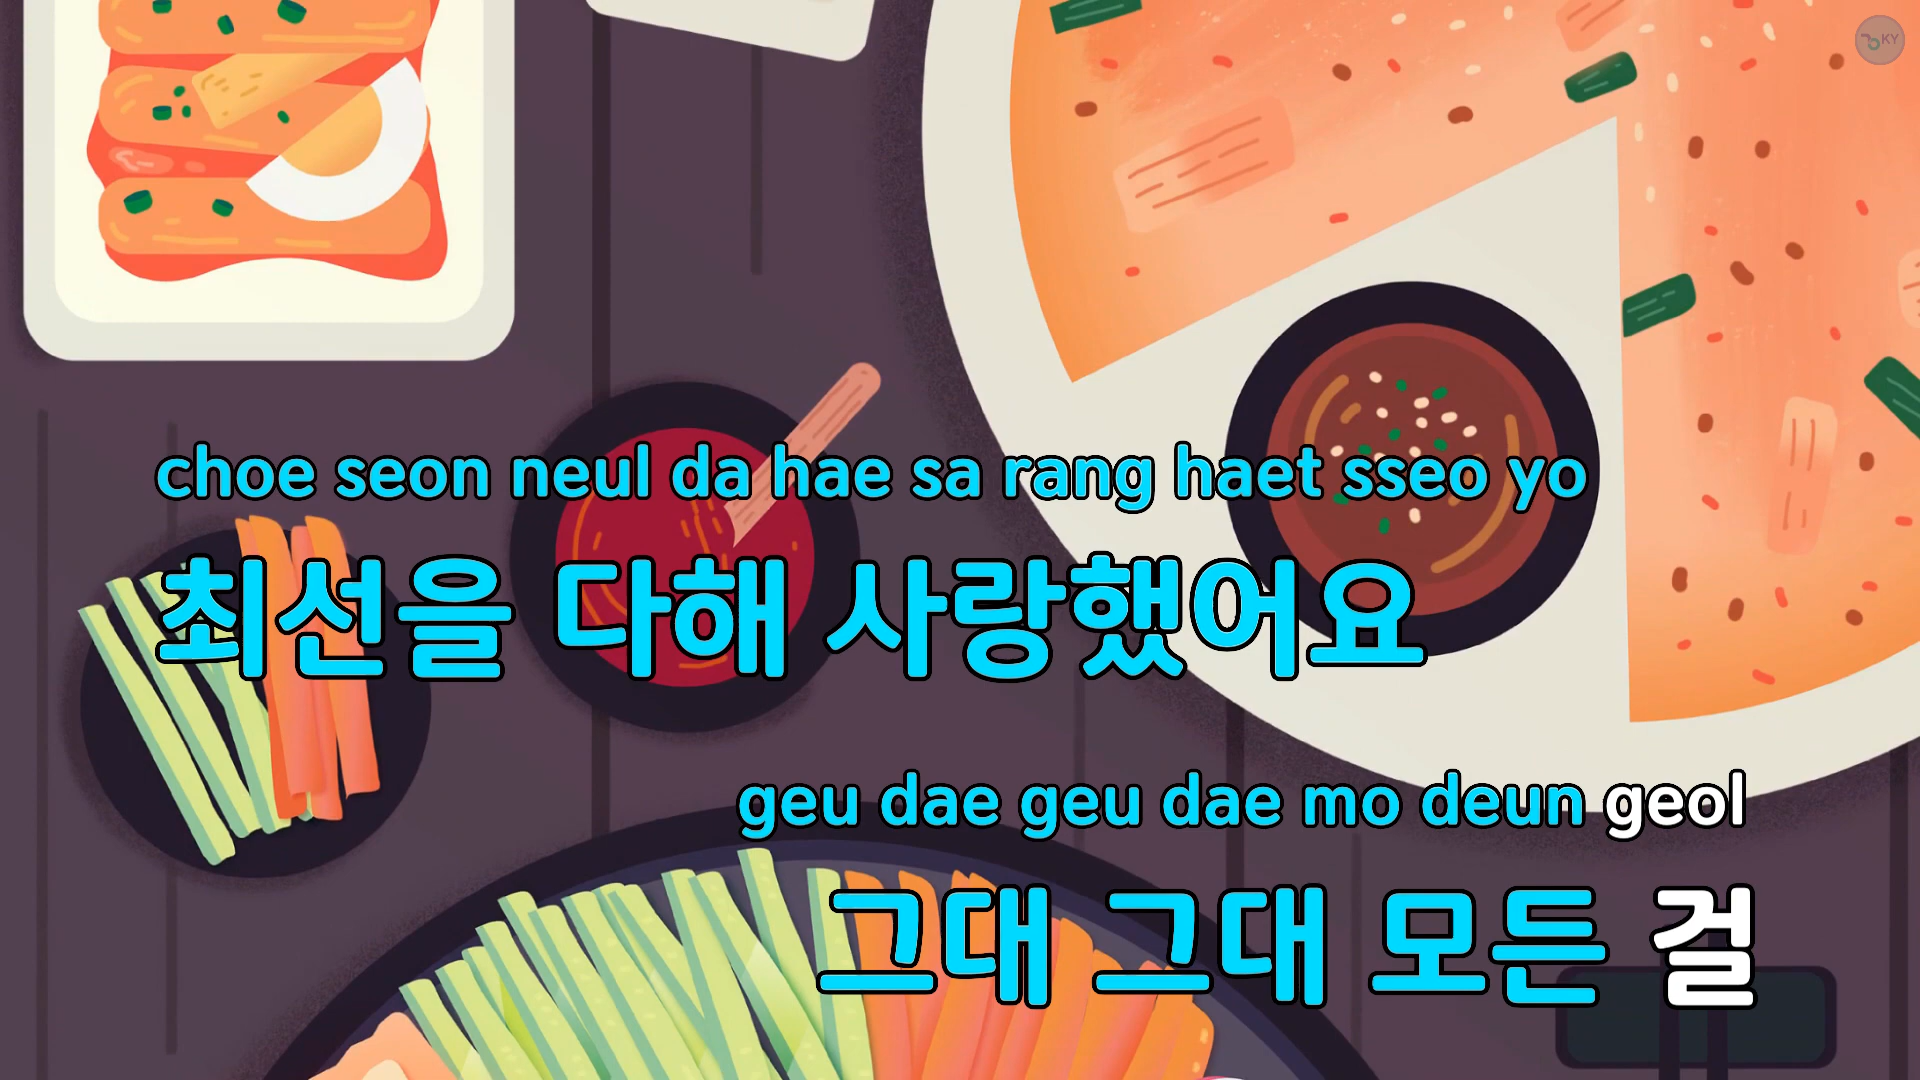 KY
choe seon neul da hae sa rang haet sseo yo
최선을 다해 사랑했어요
geu dae geu dae mo deun geol
그대 그대 모든 걸